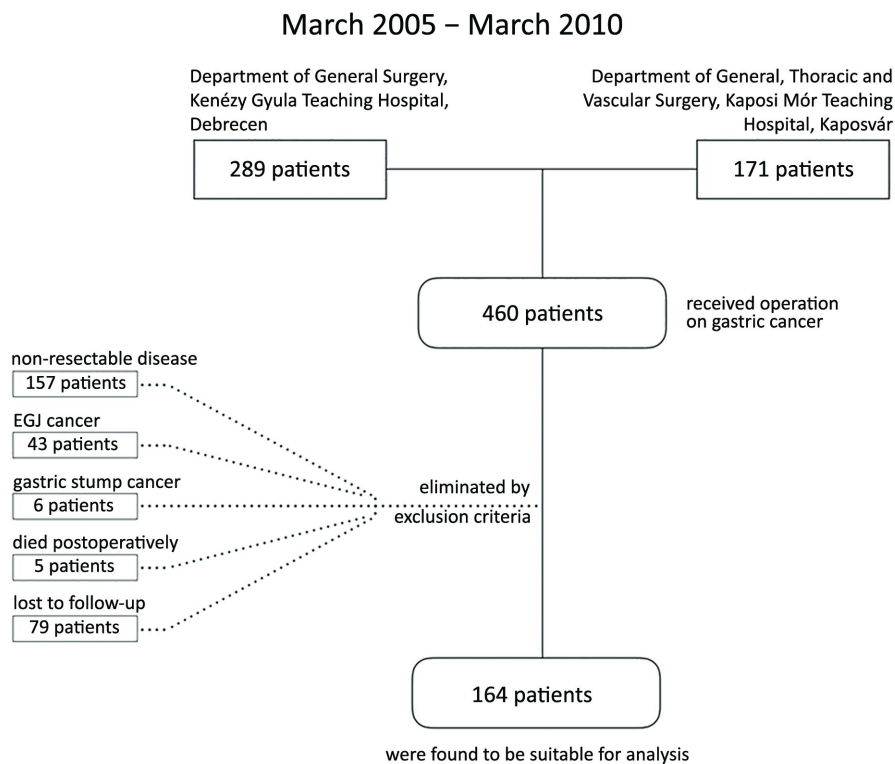 March 2005 – March 2010
Department of General Surgery,
Kenézy Gyula Teaching Hospital,
Debrecen
289 patients
Department of General, Thoracic and
Vascular Surgery, Kaposi Mór Teaching
Hospital, Kaposvár
171 patients
460 patients
received operation
on gastric cancer
non-resectable disease
157 patients
EGJ cancer
43 patients
gastric stump cancer
6 patients
died postoperatively
5 patients
lost to follow-up
79 patients
eliminated by
exclusion criteria
164 patients
were found to be suitable for analysis